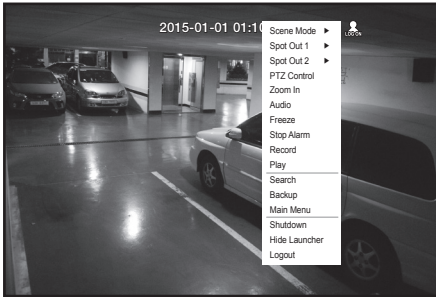 2015-01-01 01:10
LOG ON
Scene Mode ▶
Spot Out 1 ▶
Spot Out 2 ▶
PTZ Control
Zoom In
Audio
Freeze
Stop Alarm
Record
Play
Search
Backup
Main Menu
Shutdown
Hide Launcher
Logout